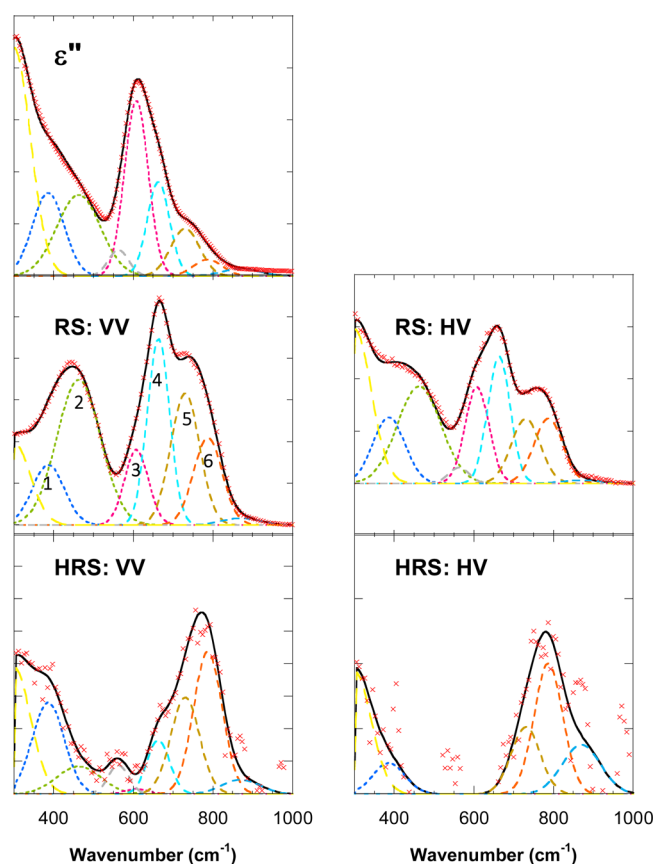 ε"
RS: VV
RS: HV
4
2
5
6
3
1
HRS: VV
HRS: HV
400 600 800 1000
400 600 800 1000
Wavenumber (cm-1)
Wavenumber (cm-1)